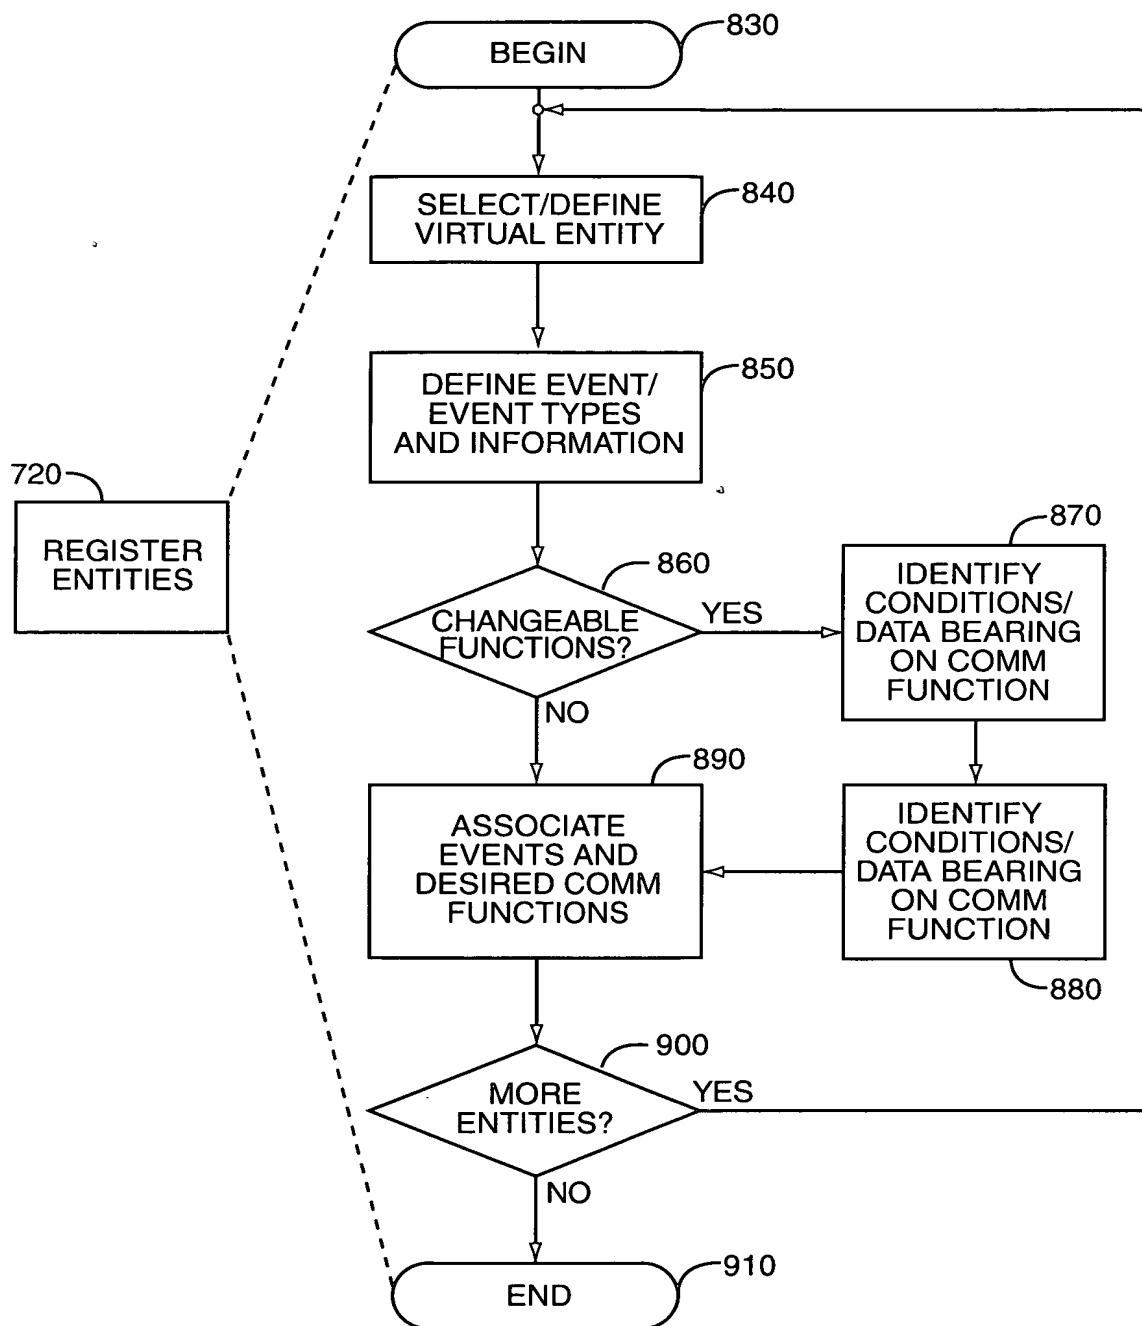 BEGIN
830
SELECT/DEFINE
VIRTUAL ENTITY
840
DEFINE EVENT/
EVENT TYPES
AND INFORMATION
850
720
REGISTER
ENTITIES
CHANGEABLE
FUNCTIONS?
860
YES
NO
870
IDENTIFY
CONDITIONS/
DATA BEARING
ON COMM
FUNCTION
890
ASSOCIATE
EVENTS AND
DESIRED COMM
FUNCTIONS
IDENTIFY
CONDITIONS/
DATA BEARING
ON COMM
FUNCTION
880
MORE
ENTITIES?
900
YES
NO
END
910